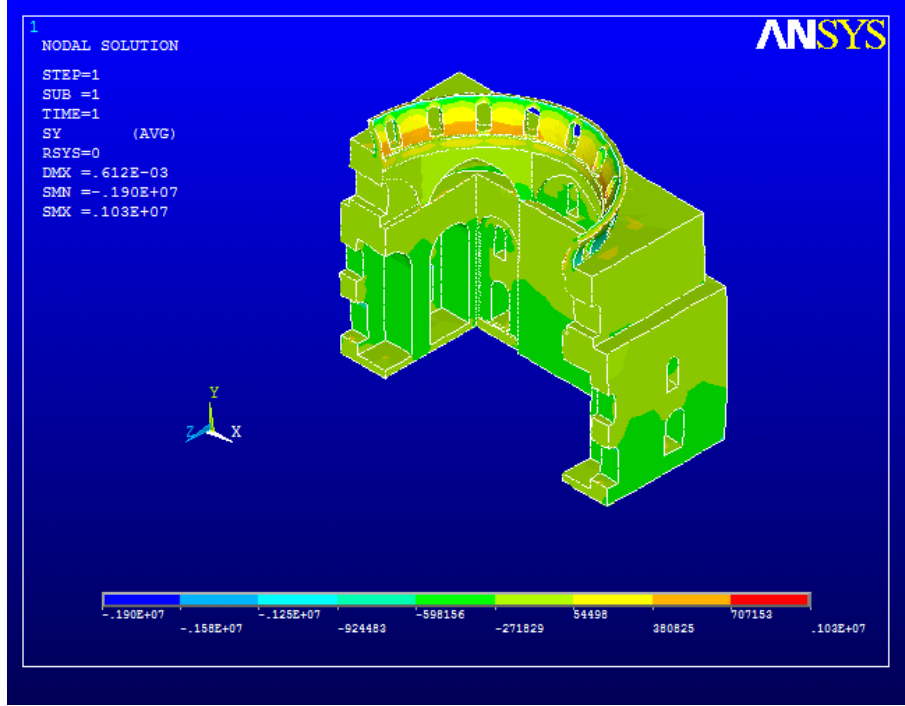 1
ANSYS
NODAL SOLUTION
STEP=1
SUB =1
TIME=1
SY (AVG)
RSYS=0
DMX =.612E-03
SMN =-.190E+07
SMX =.103E+07
Y
Z X
-.190E+07 -.125E+07 -598156 54498 707153
-.158E+07 -924483 -271829 380825 .103E+07